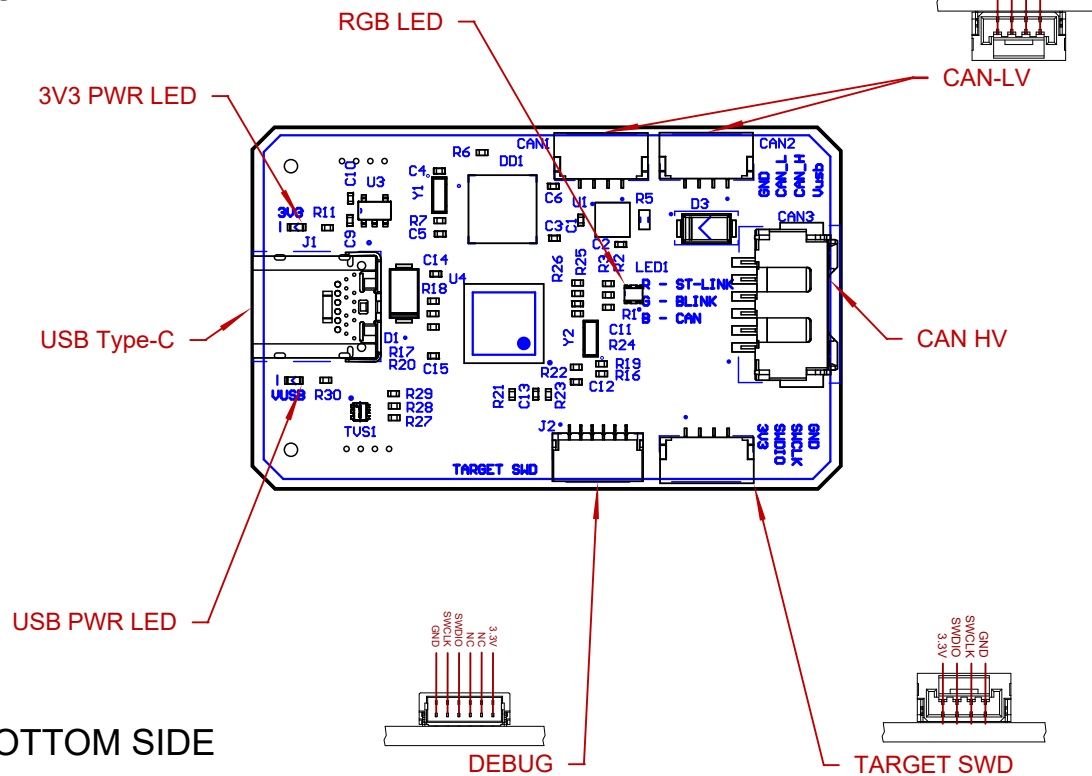 RGB LED
CAN-LV
3V3 PWR LED
CAN1
CAN2
R6
DD1
C4
C10
U3
Y1
C6
U1
R5
D3
GND
CAN_L
CAN_H
Vusb
3V3
R11
R7
C5
C9
C1
C3
C2
CAN3
J1
C14
U4
R18
R26
R25
R3
R2
LED1
R - ST-LINK
G - BLINK
B - CAN
R1
USB Type-C
CAN HV
D1
R17
R20
C15
Y2
C11
R24
R19
R16
R22
C12
VUSB
R30
R29
R28
R27
R21
C13
R23
TVS1
J2
3V3
SWDIO
SWCLK
GND
TARGET SWD
USB PWR LED
GND
SWCLK
SWDIO
NC
NC
3.3V
3.3V
SWDIO
SWCLK
GND
OTTOM SIDE
DEBUG
TARGET SWD